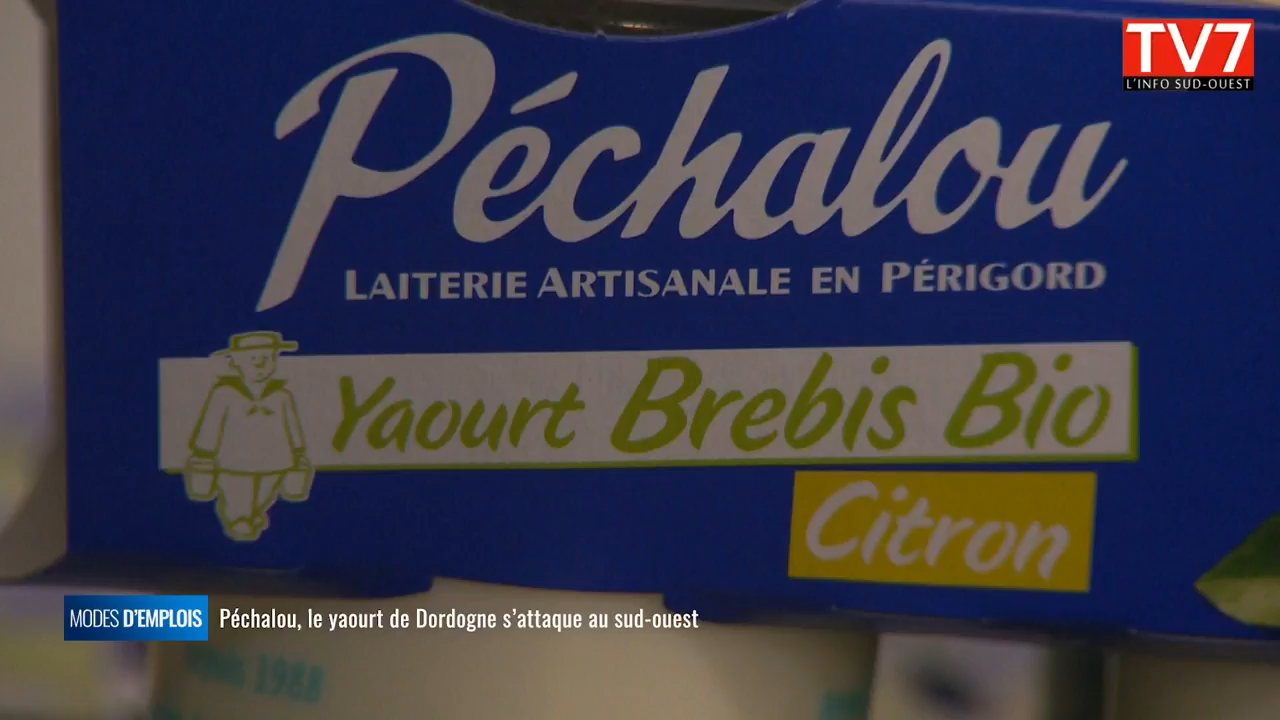 TV7
L'INFO SUD-OUEST
Péchalou
LAITERIE ARTISANALE EN PÉRIGORD
Yaourt Brebis Bio
Citron
MODES D'EMPLOIS Péchalou, le yaourt de Dordogne s'attaque au sud-ouest
1988